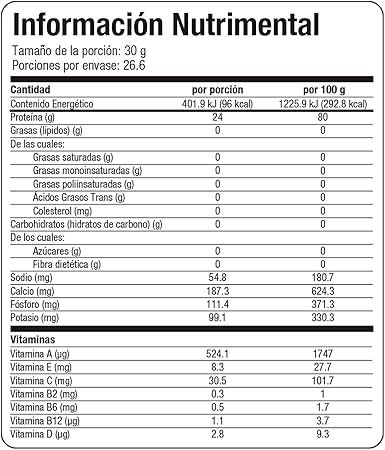 Información Nutrimental
Tamaño de la porción: 30 g
Porciones por envase: 26.6
Cantidad por porción por 100 g
Contenido Energético 401.9 kJ (96 kcal) 1225.9 kJ (292.8 kcal)
Proteína (g) 24 80
Grasas (lípidos) (g) 0 0
De las cuales:
Grasas saturadas (g) 0 0
Grasas monoinsaturadas (g) 0 0
Grasas poliinsaturadas (g) 0 0
Ácidos Grasos Trans (g) 0 0
Colesterol (mg) 0 0
Carbohidratos (hidratos de carbono) (g) 0 0
De los cuales:
Azúcares (g) 0 0
Fibra dietética (g) 0 0
Sodio (mg) 54.8 180.7
Calcio (mg) 187.3 624.3
Fósforo (mg) 111.4 371.3
Potasio (mg) 99.1 330.3
Vitaminas
Vitamina A (µg) 524.1 1747
Vitamina E (mg) 8.3 27.7
Vitamina C (mg) 30.5 101.7
Vitamina B2 (mg) 0.3 1
Vitamina B6 (mg) 0.5 1.7
Vitamina B12 (µg) 1.1 3.7
Vitamina D (µg) 2.8 9.3